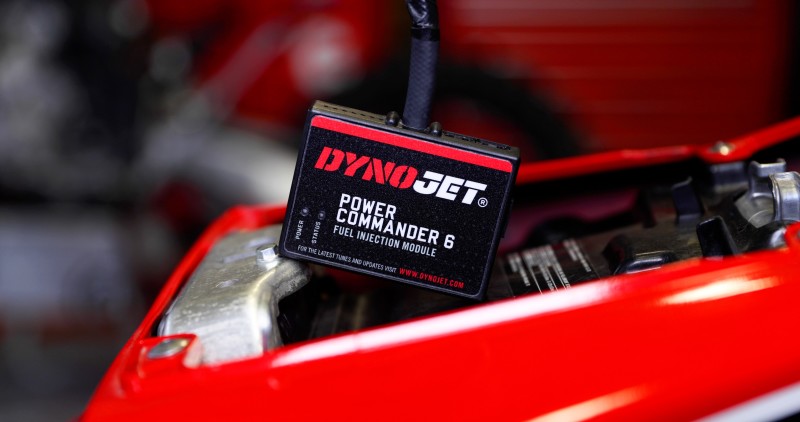 DYNOJET®
POWER
COMMANDER 6
FUEL INJECTION MODULE
POWER
STATUS
FOR THE LATEST TUNES AND UPDATES VISIT WWW.DYNOJET.COM